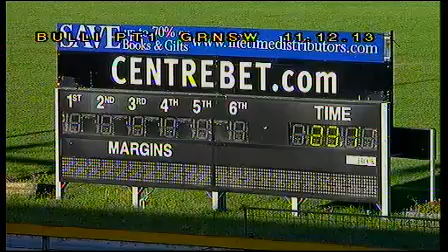 BULLI PT1 GRNSW 11.12.13
SAVE 70%
Books & Gifts www.lifetimedistributors.com
CENTREBET.com
1ST 2ND 3RD 4TH 5TH 6TH TIME
MARGINS